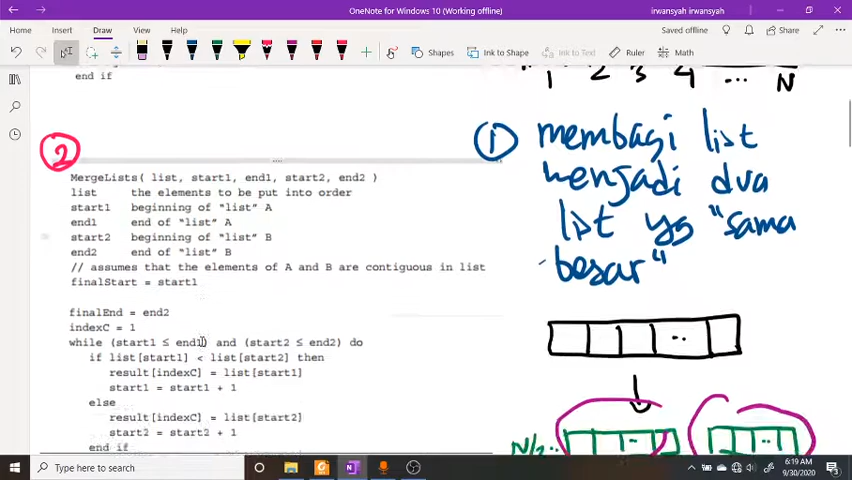 OneNote for Windows 10 (Working offline)
irwansyah irwansyah
Home Insert Draw View Help
Saved offline Share
Shapes Ink to Shape Ink to Text Ruler Math
end if
1 2 3 4 ... N
2
MergeLists( list, start1, end1, start2, end2 )
list the elements to be put into order
start1 beginning of “list” A
end1 end of “list” A
start2 beginning of “list” B
end2 end of “list” B
// assumes that the elements of A and B are contiguous in list
finalStart = start1
finalEnd = end2
indexC = 1
while (start1 ≤ end1) and (start2 ≤ end2) do
if list[start1] < list[start2] then
result[indexC] = list[start1]
start1 = start1 + 1
else
result[indexC] = list[start2]
start2 = start2 + 1
end if
1 membagi list
menjadi dua
list yg "sama
besar"
N/2
Type here to search
6:19 AM
9/30/2020